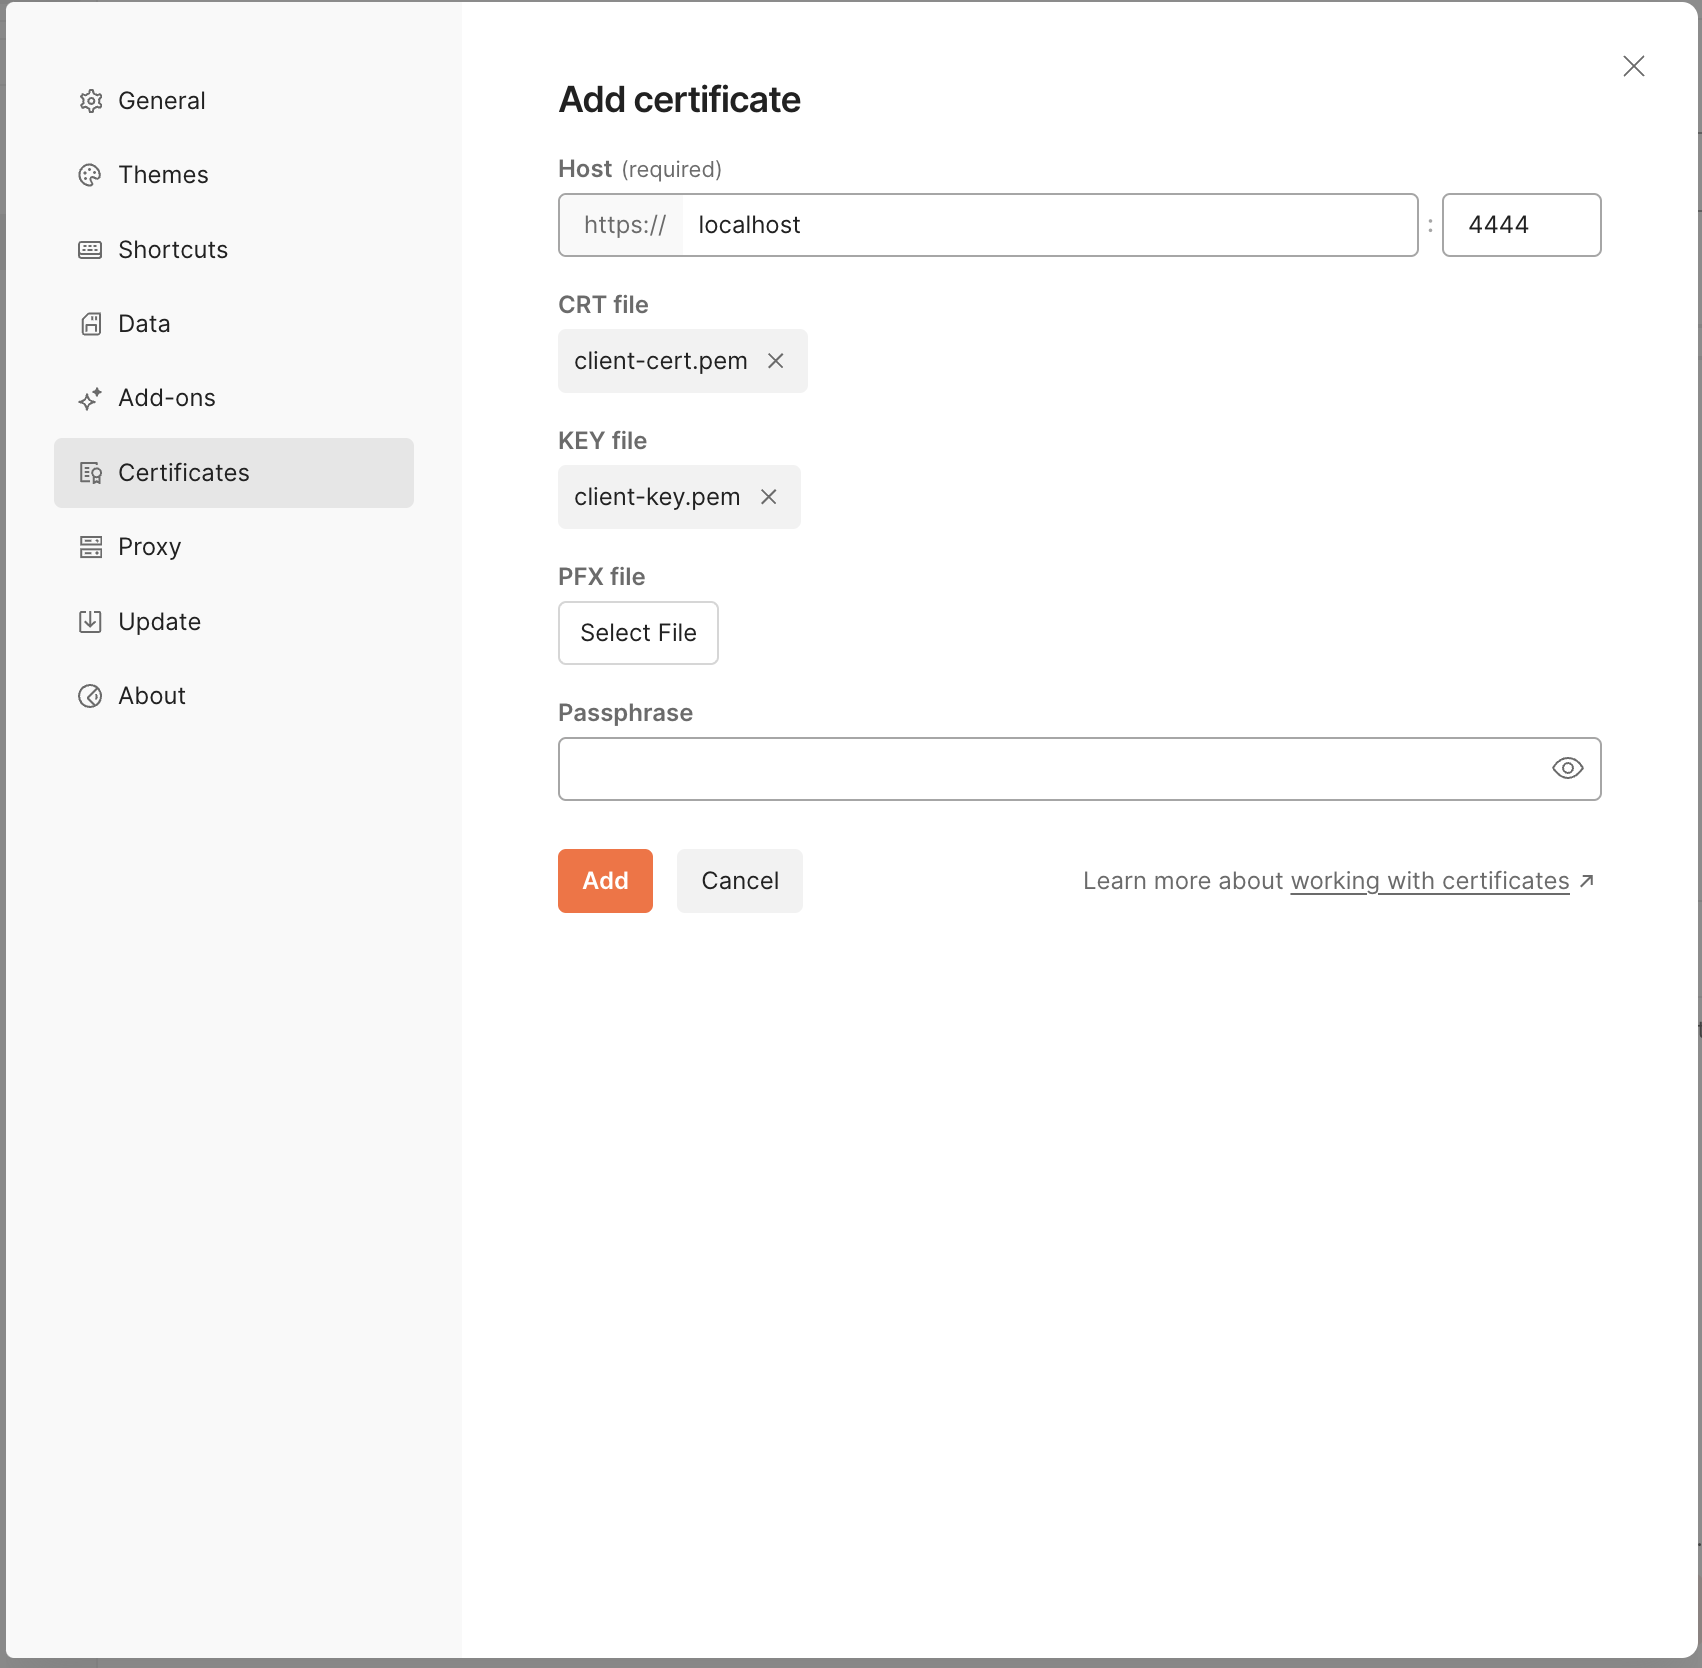 General
Themes
Shortcuts
Data
Add-ons
Certificates
Proxy
Update
About
Add certificate
Host (required)
https:// localhost : 4444
CRT file
client-cert.pem
KEY file
client-key.pem
PFX file
Select File
Passphrase
Add Cancel Learn more about working with certificates